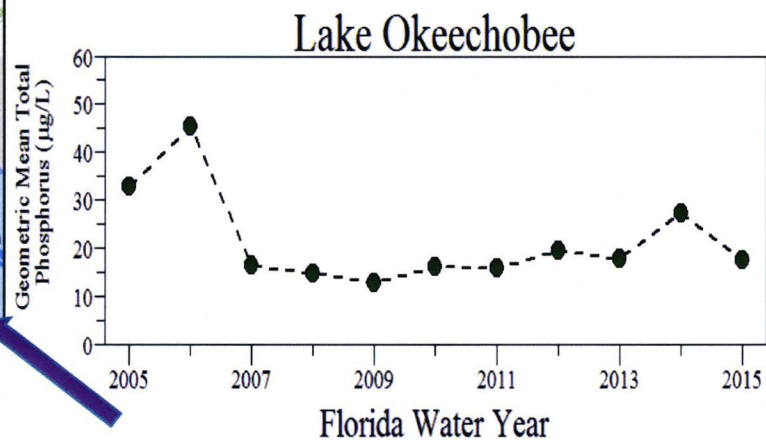 Lake Okeechobee
Geometric Mean Total
Phosphorus (µg/L)
60
50
40
30
20
10
0
2005 2007 2009 2011 2013 2015
Florida Water Year